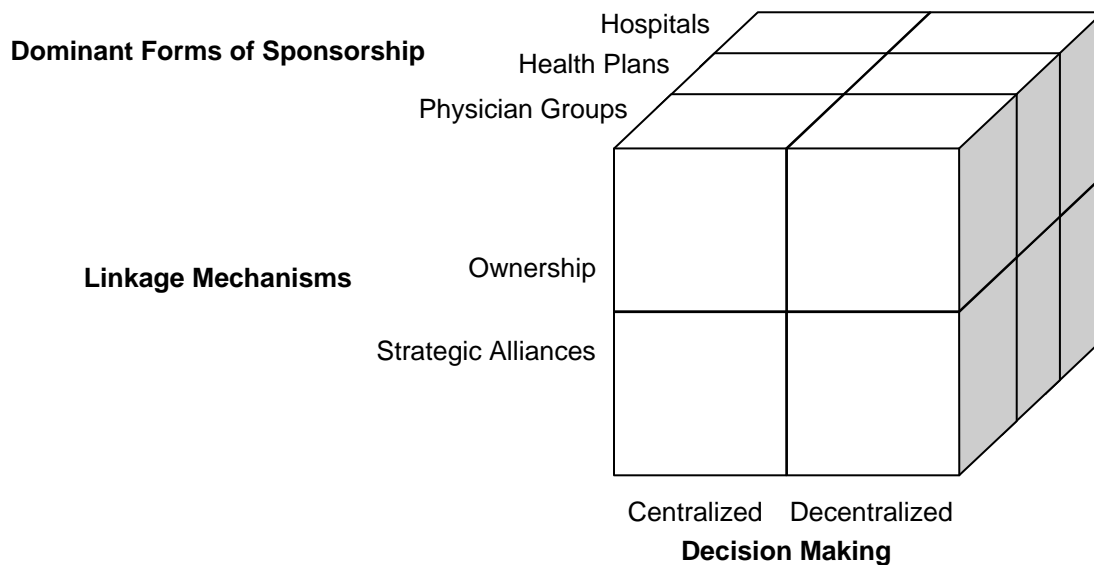 Hospitals
Dominant Forms of Sponsorship
Health Plans
Physician Groups
Ownership
Linkage Mechanisms
Strategic Alliances
Centralized Decentralized
Decision Making